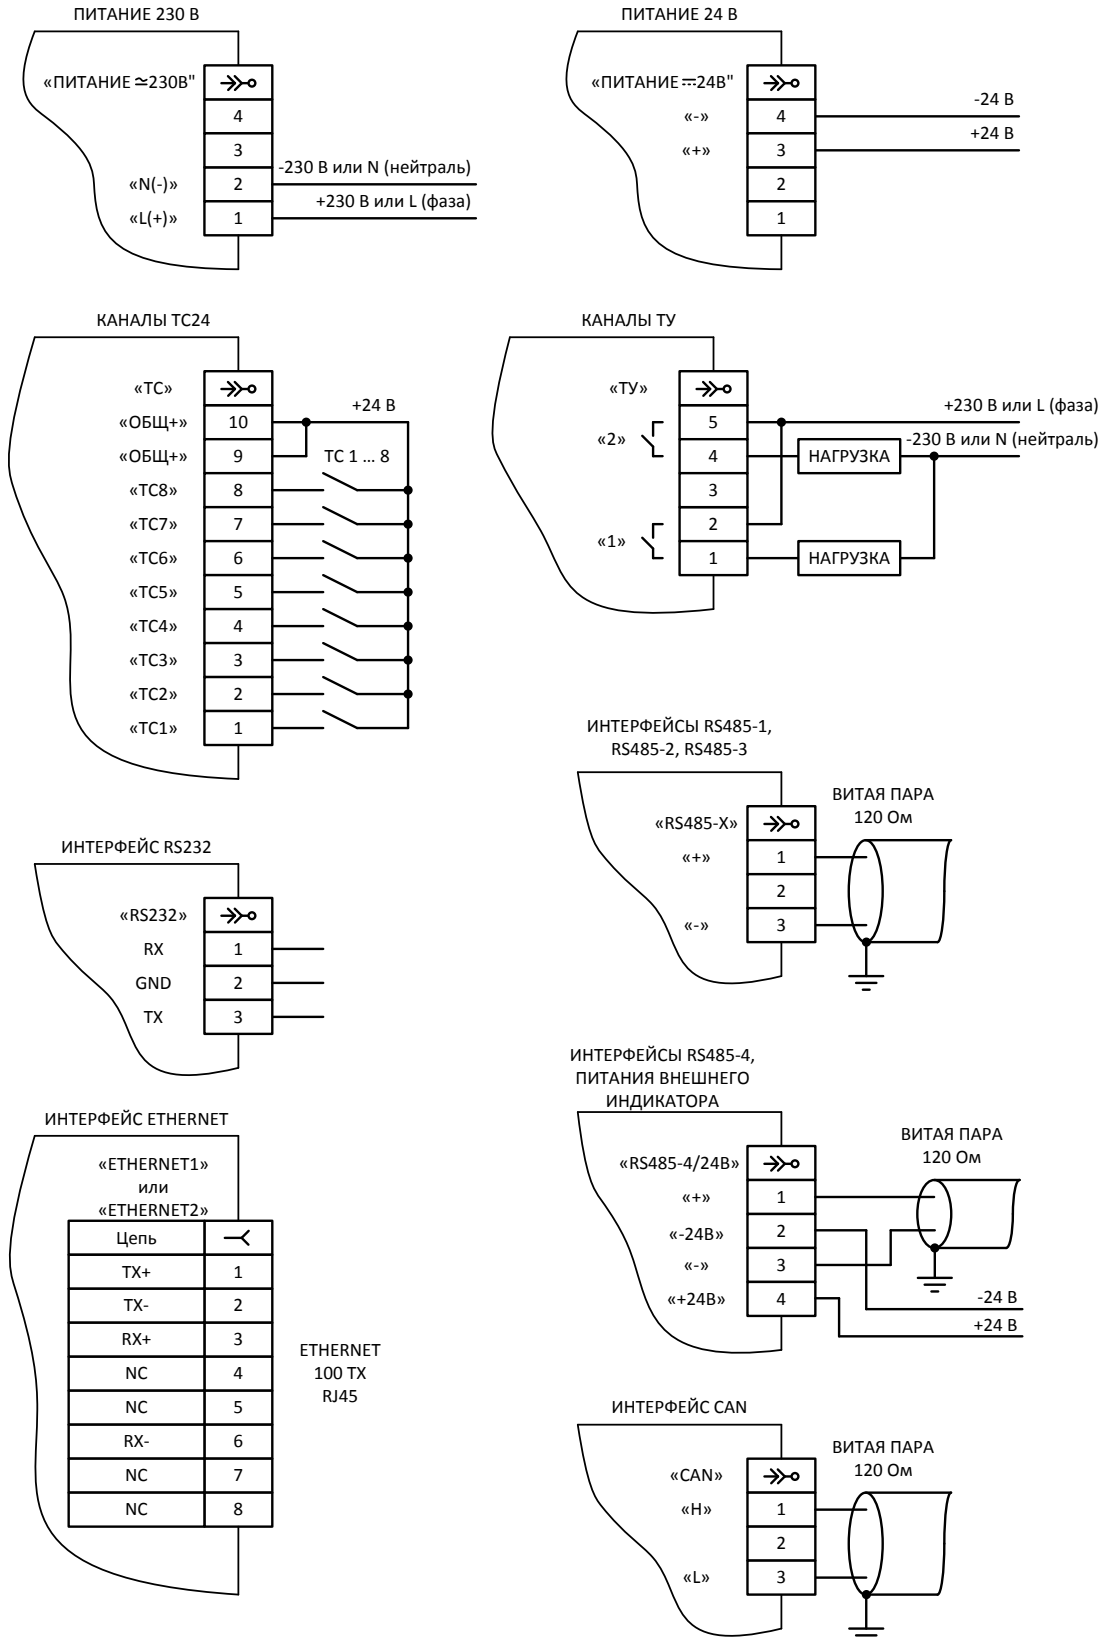 ПИТАНИЕ 230 В
«ПИТАНИЕ ≃230В"
4
3
«N(-)»
2
-230 В или N (нейтраль)
«L(+)»
1
+230 В или L (фаза)
ПИТАНИЕ 24 В
«ПИТАНИЕ ⎓24В"
«-»
4
-24 В
«+»
3
+24 В
2
1
КАНАЛЫ ТС24
«ТС»
«ОБЩ+»
10
+24 В
«ОБЩ+»
9
ТС 1 ... 8
«ТС8»
8
«ТС7»
7
«ТС6»
6
«ТС5»
5
«ТС4»
4
«ТС3»
3
«ТС2»
2
«ТС1»
1
КАНАЛЫ ТУ
«ТУ»
5
+230 В или L (фаза)
«2»
4
НАГРУЗКА
-230 В или N (нейтраль)
3
2
«1»
1
НАГРУЗКА
ИНТЕРФЕЙСЫ RS485-1,
RS485-2, RS485-3
«RS485-X»
ВИТАЯ ПАРА
120 Ом
«+»
1
2
«-»
3
ИНТЕРФЕЙС RS232
«RS232»
RX
1
GND
2
TX
3
ИНТЕРФЕЙСЫ RS485-4,
ПИТАНИЯ ВНЕШНЕГО
ИНДИКАТОРА
«RS485-4/24В»
ВИТАЯ ПАРА
120 Ом
«+»
1
«-24В»
2
«-»
3
«+24В»
4
-24 В
+24 В
ИНТЕРФЕЙС ETHERNET
«ETHERNET1»
или
«ETHERNET2»
Цепь
TX+
1
TX-
2
RX+
3
NC
4
NC
5
RX-
6
NC
7
NC
8
ETHERNET
100 TX
RJ45
ИНТЕРФЕЙС CAN
«CAN»
ВИТАЯ ПАРА
120 Ом
«H»
1
2
«L»
3